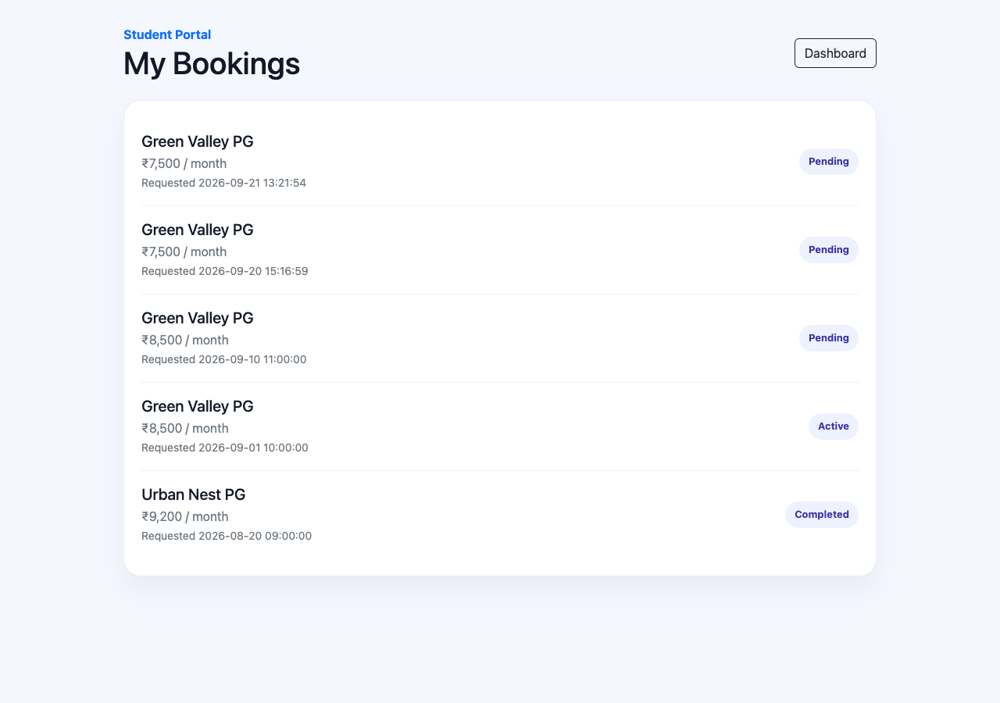 Student Portal
My Bookings
Dashboard
Green Valley PG
₹7,500 / month
Requested 2026-09-21 13:21:54
Pending
Green Valley PG
₹7,500 / month
Requested 2026-09-20 15:16:59
Pending
Green Valley PG
₹8,500 / month
Requested 2026-09-10 11:00:00
Pending
Green Valley PG
₹8,500 / month
Requested 2026-09-01 10:00:00
Active
Urban Nest PG
₹9,200 / month
Requested 2026-08-20 09:00:00
Completed